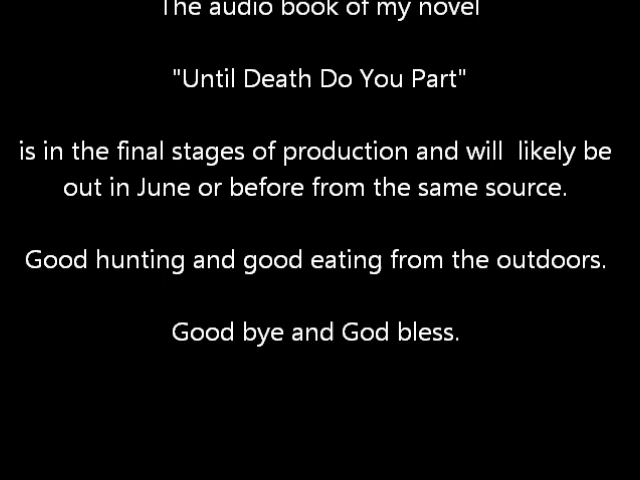 The audio book of my novel
"Until Death Do You Part"
is in the final stages of production and will  likely be
out in June or before from the same source.
Good hunting and good eating from the outdoors.
Good bye and God bless.